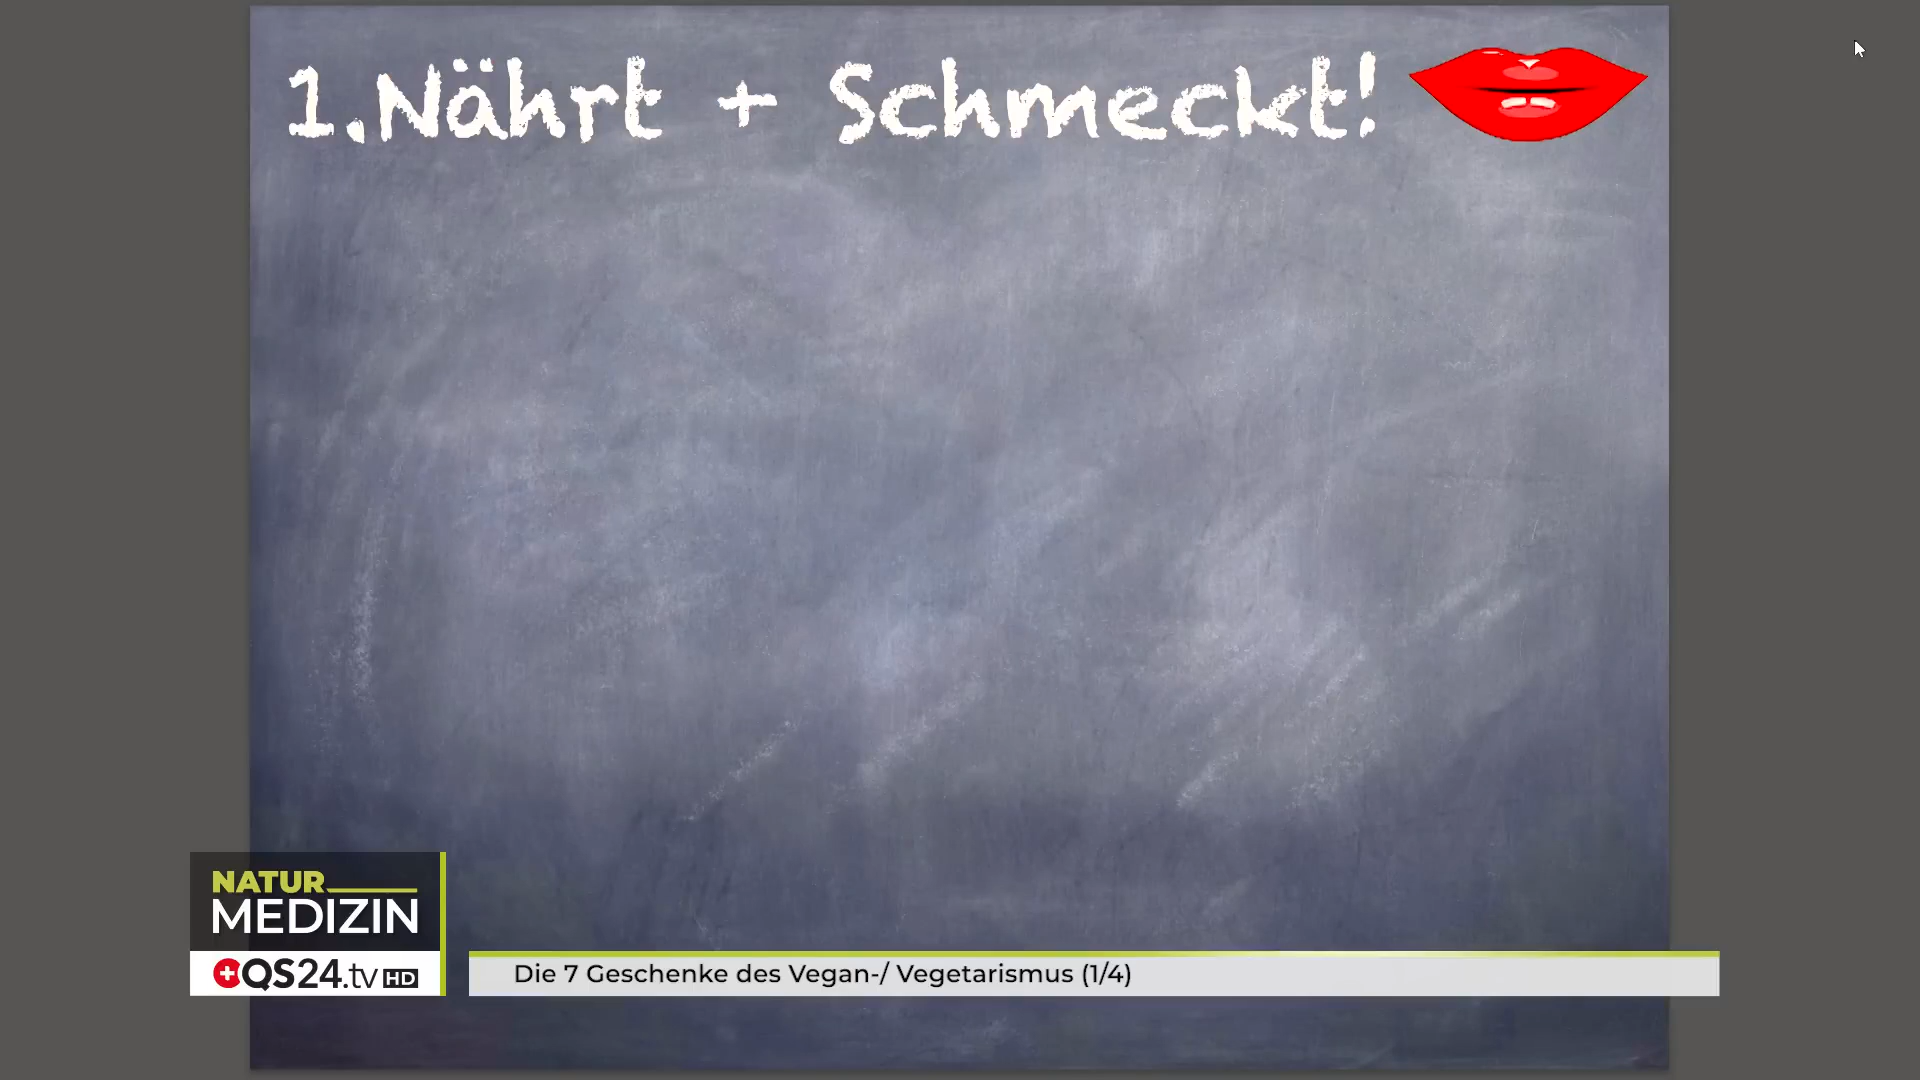 1.Nährt + Schmeckt!
NATUR
MEDIZIN
QS24.tv HD
Die 7 Geschenke des Vegan-/ Vegetarismus (1/4)